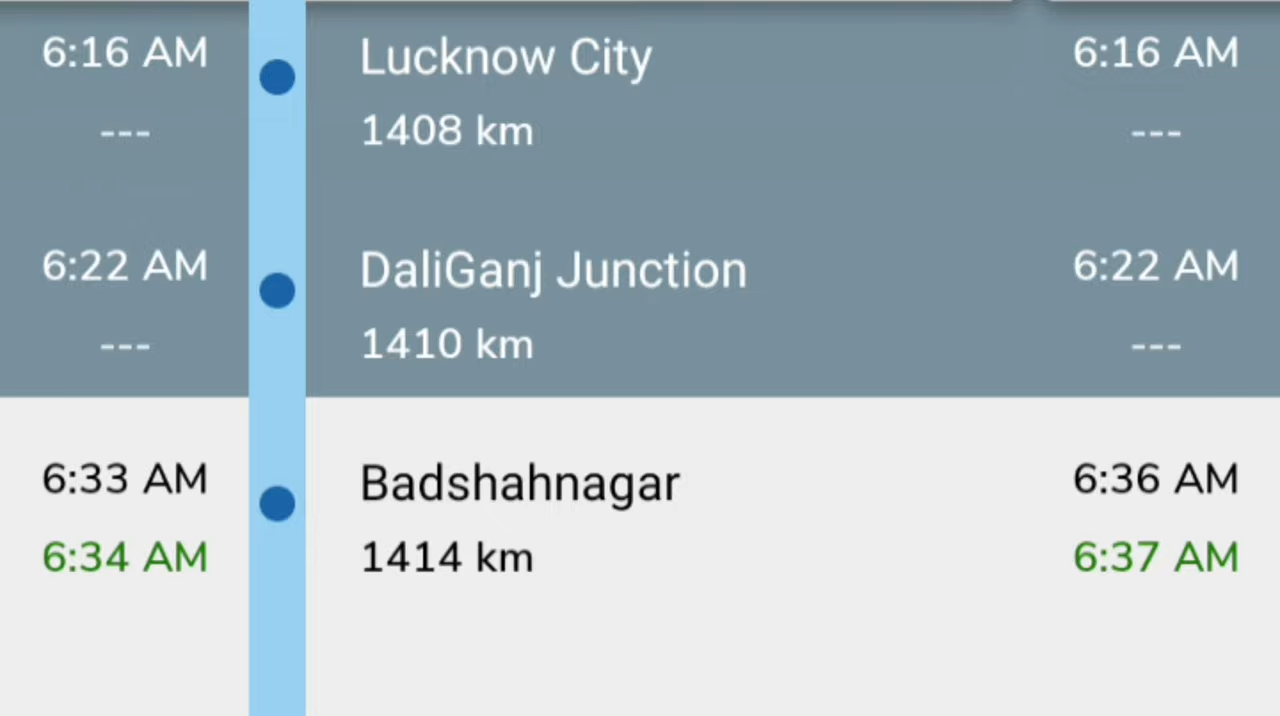 6:16 AM Lucknow City 6:16 AM
--- 1408 km ---
6:22 AM DaliGanj Junction 6:22 AM
--- 1410 km ---
6:33 AM Badshahnagar 6:36 AM
6:34 AM 1414 km 6:37 AM